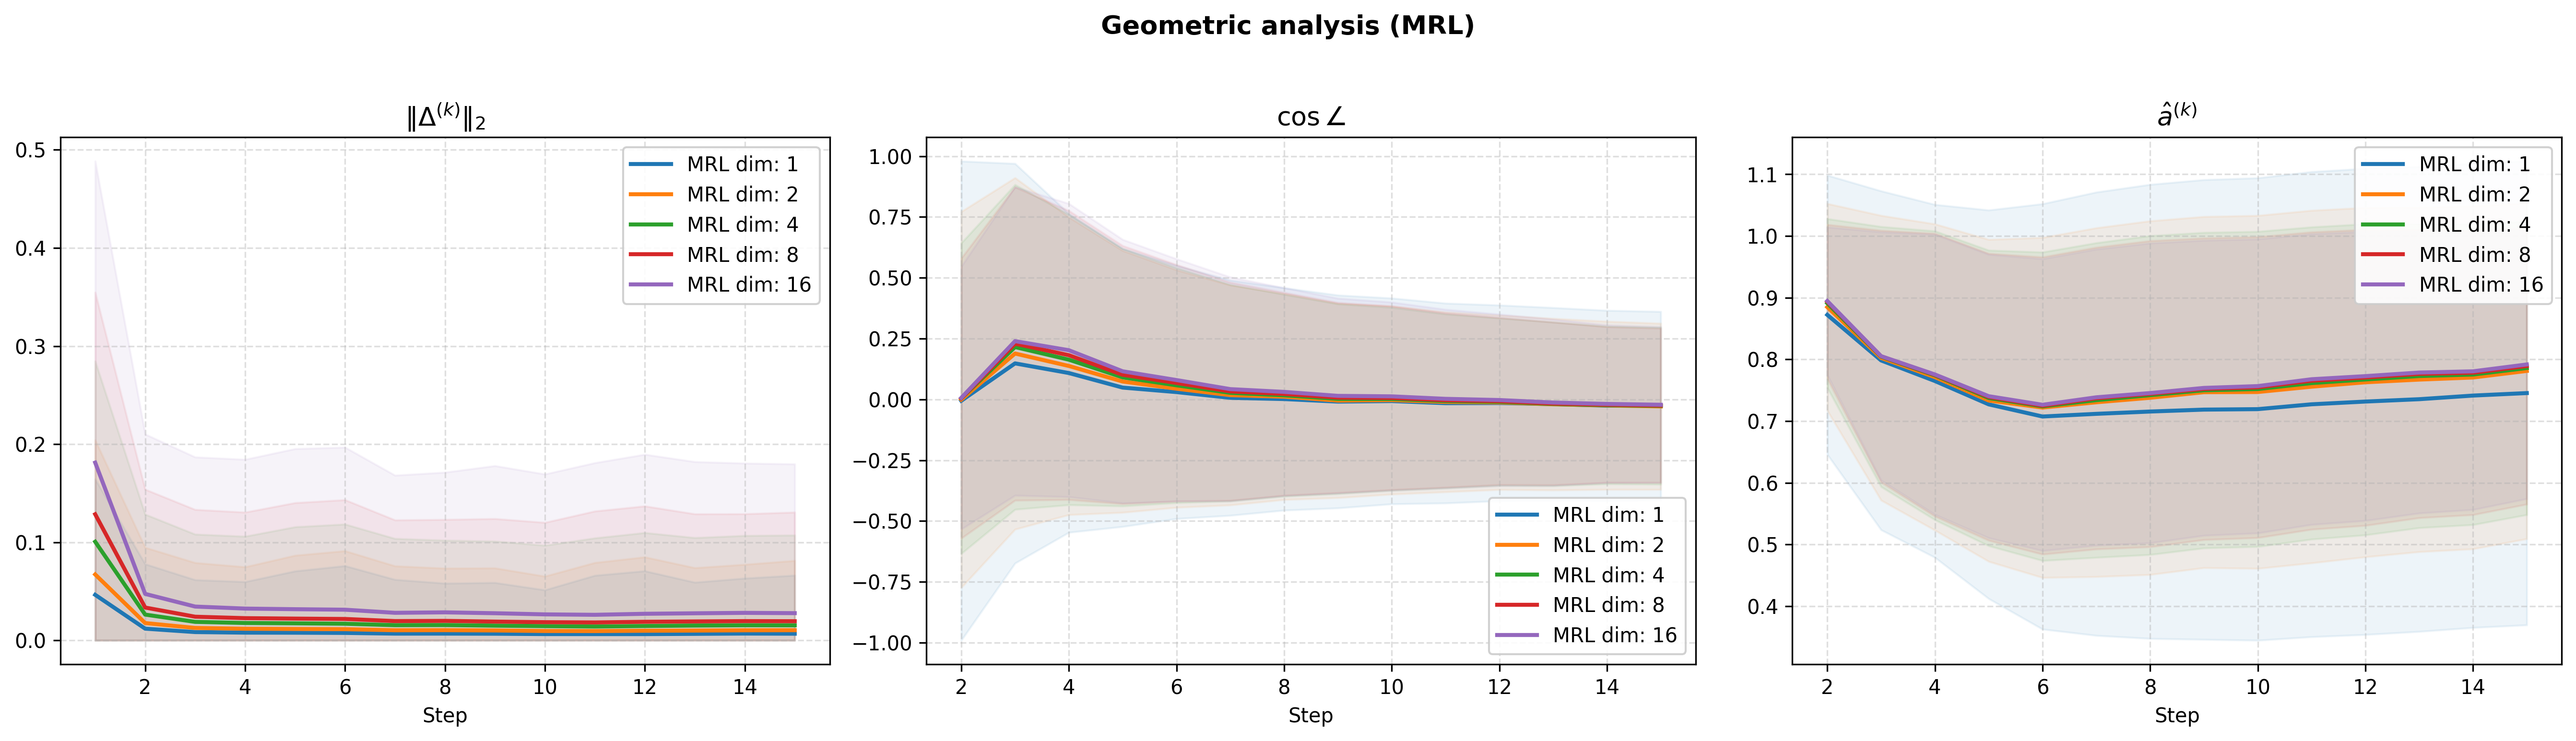 Geometric analysis (MRL)
‖Δ⁽ᵏ⁾‖₂
0.5
0.4
0.3
0.2
0.1
0.0
2 4 6 8 10 12 14
Step
MRL dim: 1
MRL dim: 2
MRL dim: 4
MRL dim: 8
MRL dim: 16
cos ∠
1.00
0.75
0.50
0.25
0.00
−0.25
−0.50
−0.75
−1.00
2 4 6 8 10 12 14
Step
MRL dim: 1
MRL dim: 2
MRL dim: 4
MRL dim: 8
MRL dim: 16
â⁽ᵏ⁾
1.1
1.0
0.9
0.8
0.7
0.6
0.5
0.4
2 4 6 8 10 12 14
Step
MRL dim: 1
MRL dim: 2
MRL dim: 4
MRL dim: 8
MRL dim: 16